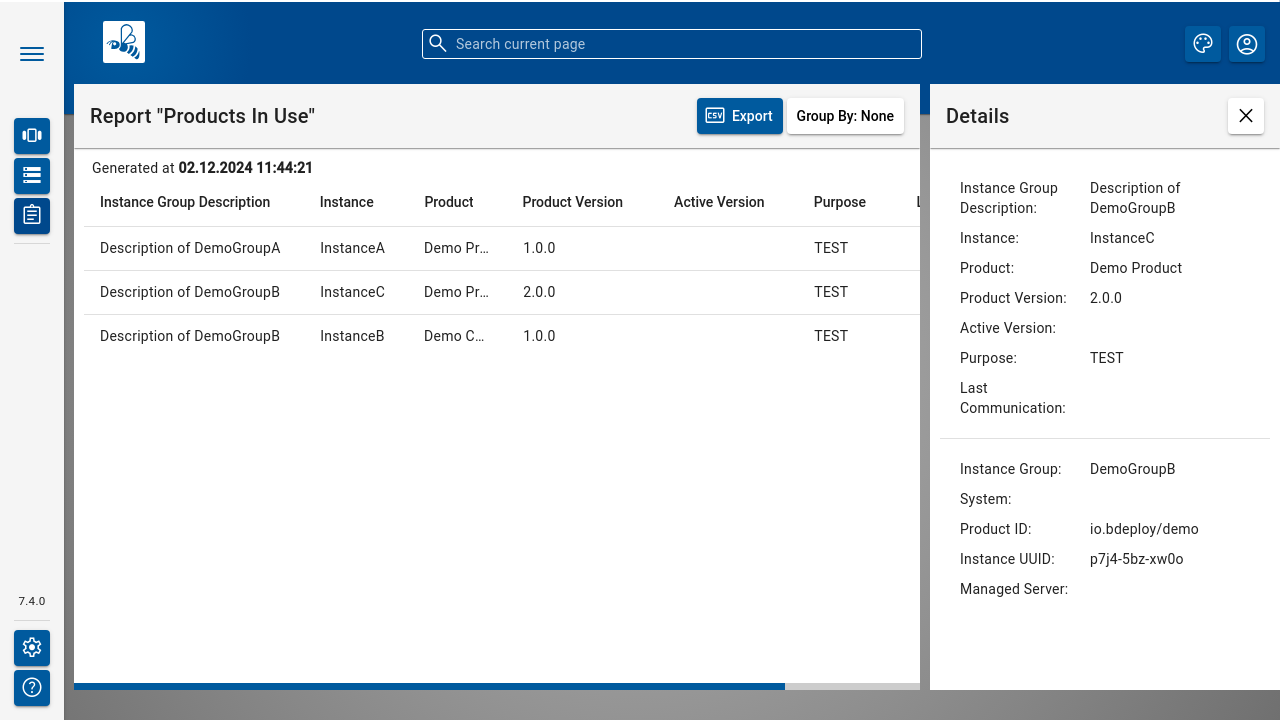 Search current page
Report "Products In Use"
CSV Export
Group By: None
Generated at 02.12.2024 11:44:21
Instance Group Description Instance Product Product Version Active Version Purpose L
Description of DemoGroupA InstanceA Demo Pr… 1.0.0 TEST
Description of DemoGroupB InstanceC Demo Pr… 2.0.0 TEST
Description of DemoGroupB InstanceB Demo C… 1.0.0 TEST
Details
Instance Group Description of
Description: DemoGroupB
Instance: InstanceC
Product: Demo Product
Product Version: 2.0.0
Active Version:
Purpose: TEST
Last
Communication:
Instance Group: DemoGroupB
System:
Product ID: io.bdeploy/demo
Instance UUID: p7j4-5bz-xw0o
Managed Server:
7.4.0